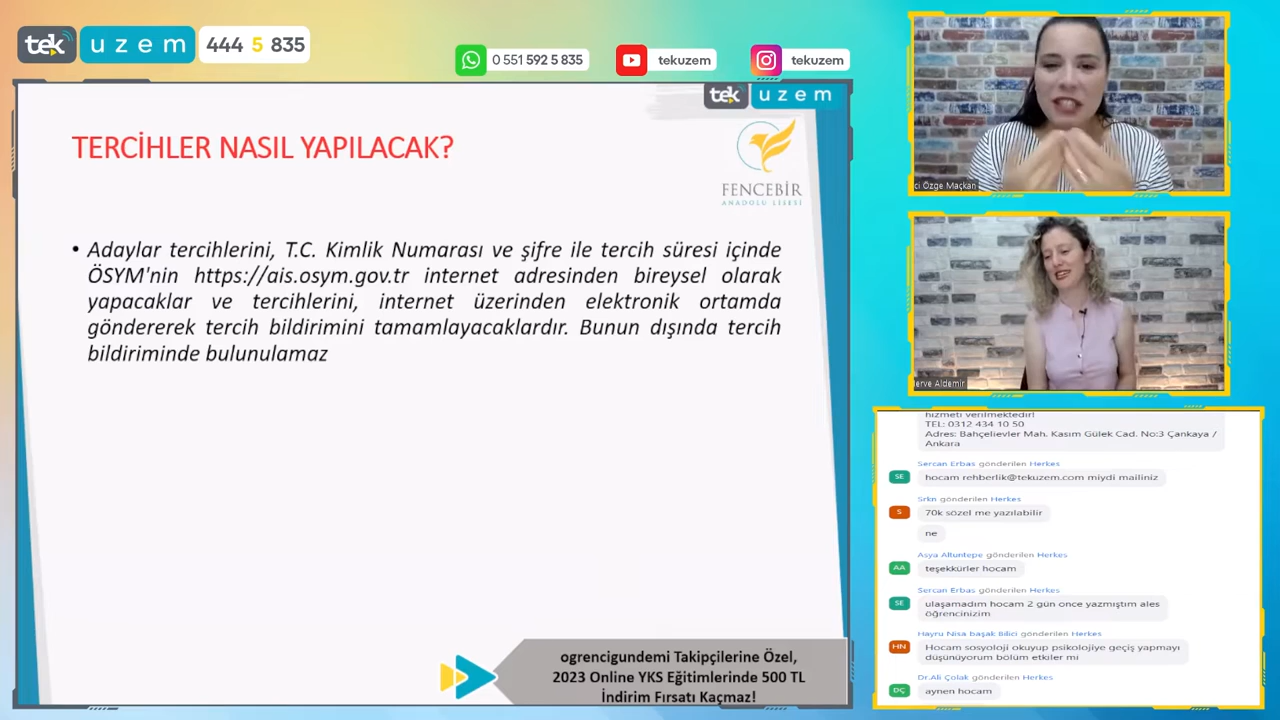 tek uzem 444 5 835
0 551 592 5 835
tekuzem
tekuzem
tek uzem
TERCİHLER NASIL YAPILACAK?
FENCEBİR
ANADOLU LİSESİ
• Adaylar tercihlerini, T.C. Kimlik Numarası ve şifre ile tercih süresi içinde
ÖSYM'nin https://ais.osym.gov.tr internet adresinden bireysel olarak
yapacaklar ve tercihlerini, internet üzerinden elektronik ortamda
göndererek tercih bildirimini tamamlayacaklardır. Bunun dışında tercih
bildiriminde bulunulamaz
ogrencigundemi Takipçilerine Özel,
2023 Online YKS Eğitimlerinde 500 TL
İndirim Fırsatı Kaçmaz!
ci Özge Maçkan
erve Aldemir
hizmeti verilmektedir!
TEL: 0312 434 10 50
Adres: Bahçelievler Mah. Kasım Gülek Cad. No:3 Çankaya /
Ankara
Sercan Erbas gönderilen Herkes
SE
hocam rehberlik@tekuzem.com miydi mailiniz
Srkn gönderilen Herkes
S
70k sözel me yazılabilir
ne
Asya Altuntepe gönderilen Herkes
AA
teşekkürler hocam
Sercan Erbas gönderilen Herkes
SE
ulaşamadım hocam 2 gün once yazmıştım ales
öğrencinizim
Hayru Nisa başak Bilici gönderilen Herkes
HN
Hocam sosyoloji okuyup psikolojiye geçiş yapmayı
düşünüyorum bölüm etkiler mi
Dr.Ali Çolak gönderilen Herkes
DÇ
aynen hocam